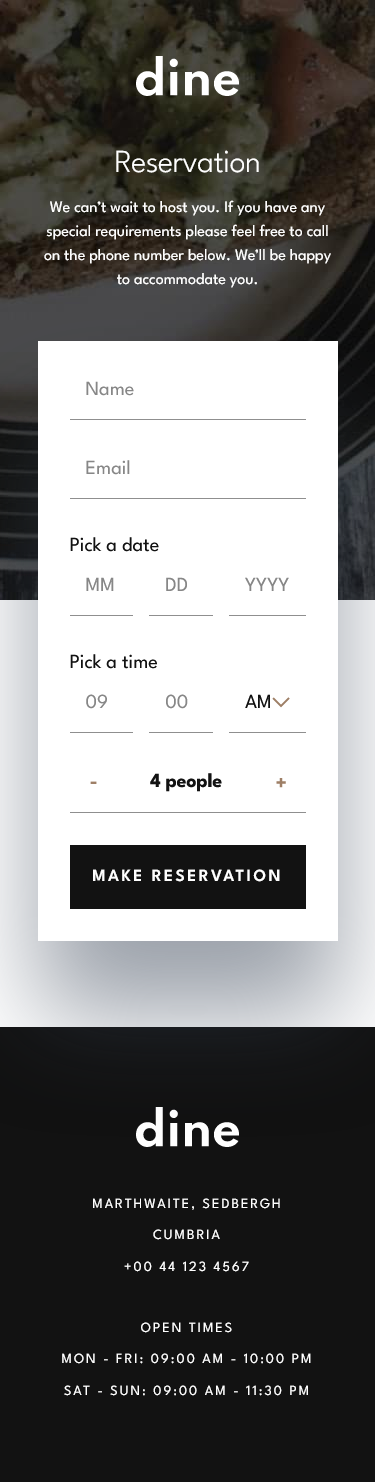 dine
Reservation
We can’t wait to host you. If you have any
special requirements please feel free to call
on the phone number below. We’ll be happy
to accommodate you.
Name
Email
Pick a date
MM DD YYYY
Pick a time
09 00 AM
- 4 people +
MAKE RESERVATION
dine
MARTHWAITE, SEDBERGH
CUMBRIA
+00 44 123 4567
OPEN TIMES
MON - FRI: 09:00 AM - 10:00 PM
SAT - SUN: 09:00 AM - 11:30 PM